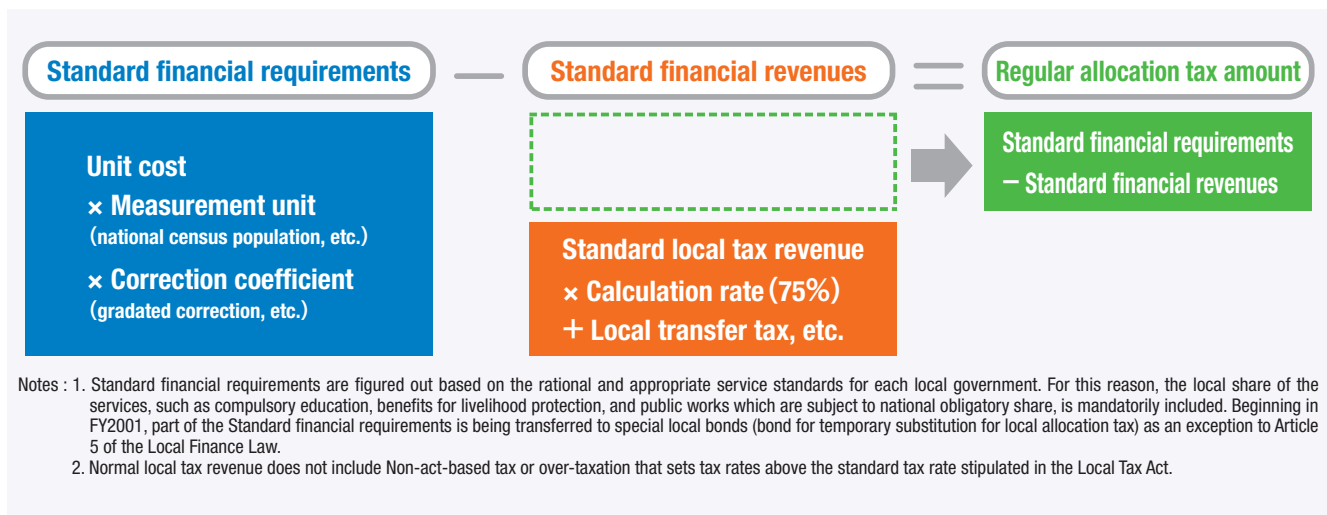 Standard financial requirements — Standard financial revenues = Regular allocation tax amount
Unit cost
× Measurement unit
(national census population, etc.)
× Correction coefficient
(gradated correction, etc.)
Standard local tax revenue
× Calculation rate (75%)
+ Local transfer tax, etc.
Standard financial requirements
− Standard financial revenues
Notes : 1. Standard financial requirements are figured out based on the rational and appropriate service standards for each local government. For this reason, the local share of the
services, such as compulsory education, benefits for livelihood protection, and public works which are subject to national obligatory share, is mandatorily included. Beginning in
FY2001, part of the Standard financial requirements is being transferred to special local bonds (bond for temporary substitution for local allocation tax) as an exception to Article
5 of the Local Finance Law.
2. Normal local tax revenue does not include Non-act-based tax or over-taxation that sets tax rates above the standard tax rate stipulated in the Local Tax Act.